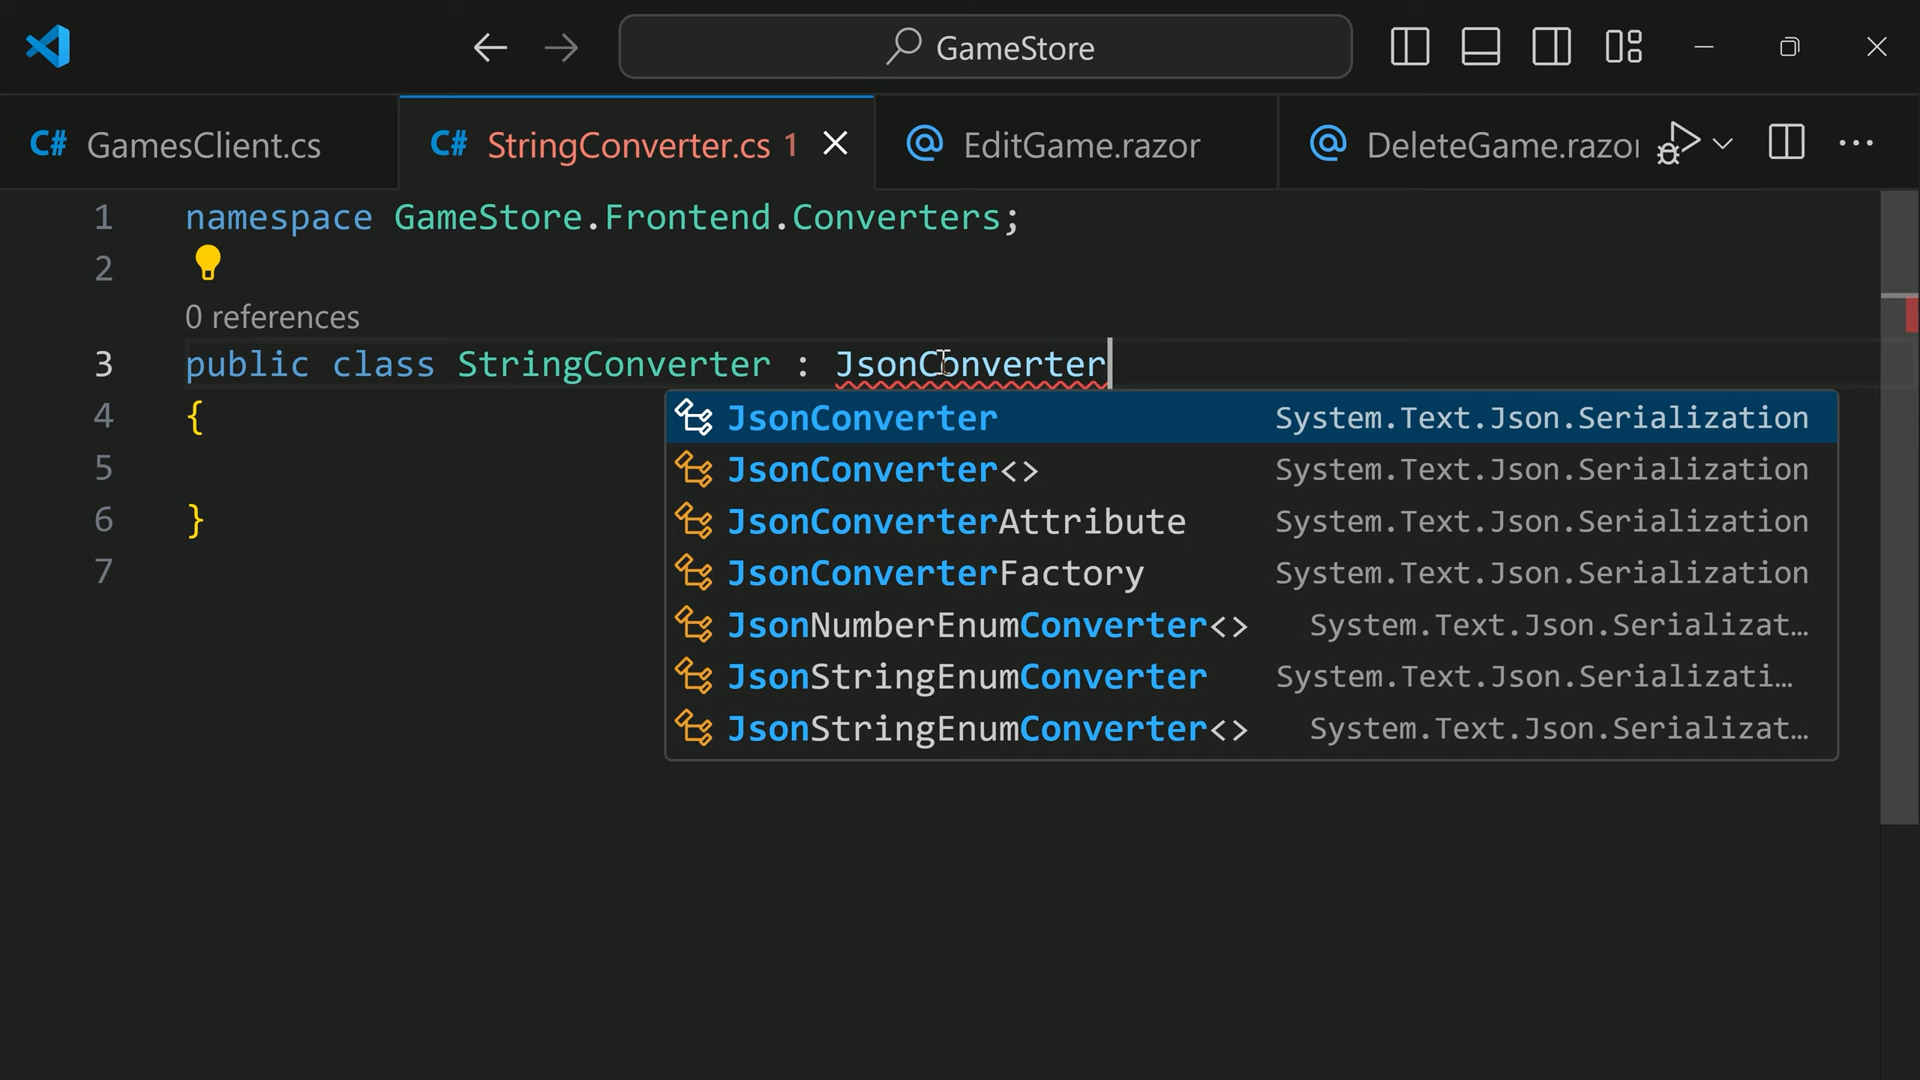 GameStore
C# GamesClient.cs
C# StringConverter.cs 1
@ EditGame.razor
@ DeleteGame.razor
1 namespace GameStore.Frontend.Converters;
2
0 references
3 public class StringConverter : JsonConverter
4 {
5
6 }
7
JsonConverter System.Text.Json.Serialization
JsonConverter<> System.Text.Json.Serialization
JsonConverterAttribute System.Text.Json.Serialization
JsonConverterFactory System.Text.Json.Serialization
JsonNumberEnumConverter<> System.Text.Json.Serializat…
JsonStringEnumConverter System.Text.Json.Serializati…
JsonStringEnumConverter<> System.Text.Json.Serializat…